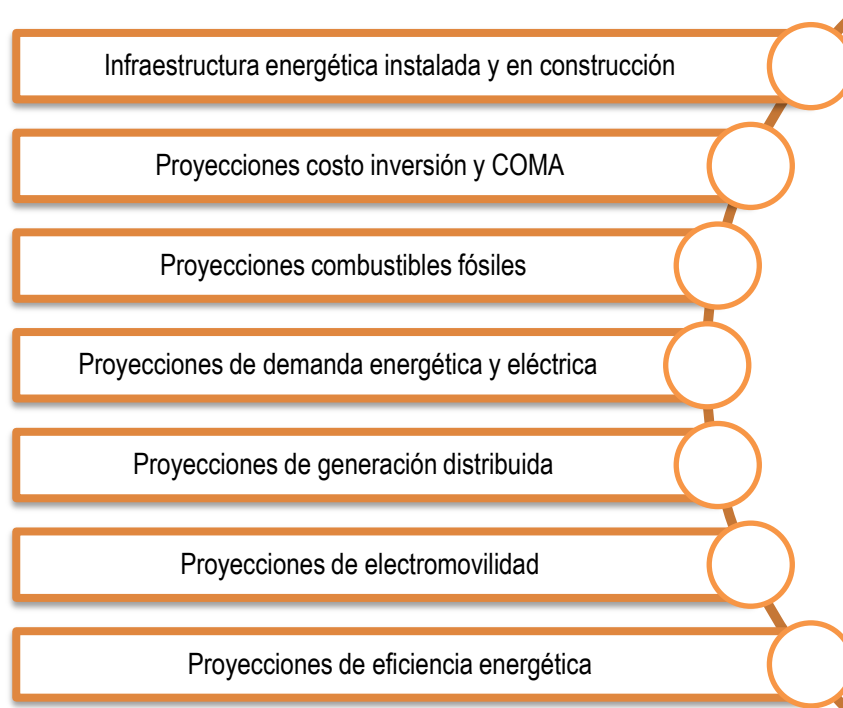 Infraestructura energética instalada y en construcción
Proyecciones costo inversión y COMA
Proyecciones combustibles fósiles
Proyecciones de demanda energética y eléctrica
Proyecciones de generación distribuida
Proyecciones de electromovilidad
Proyecciones de eficiencia energética